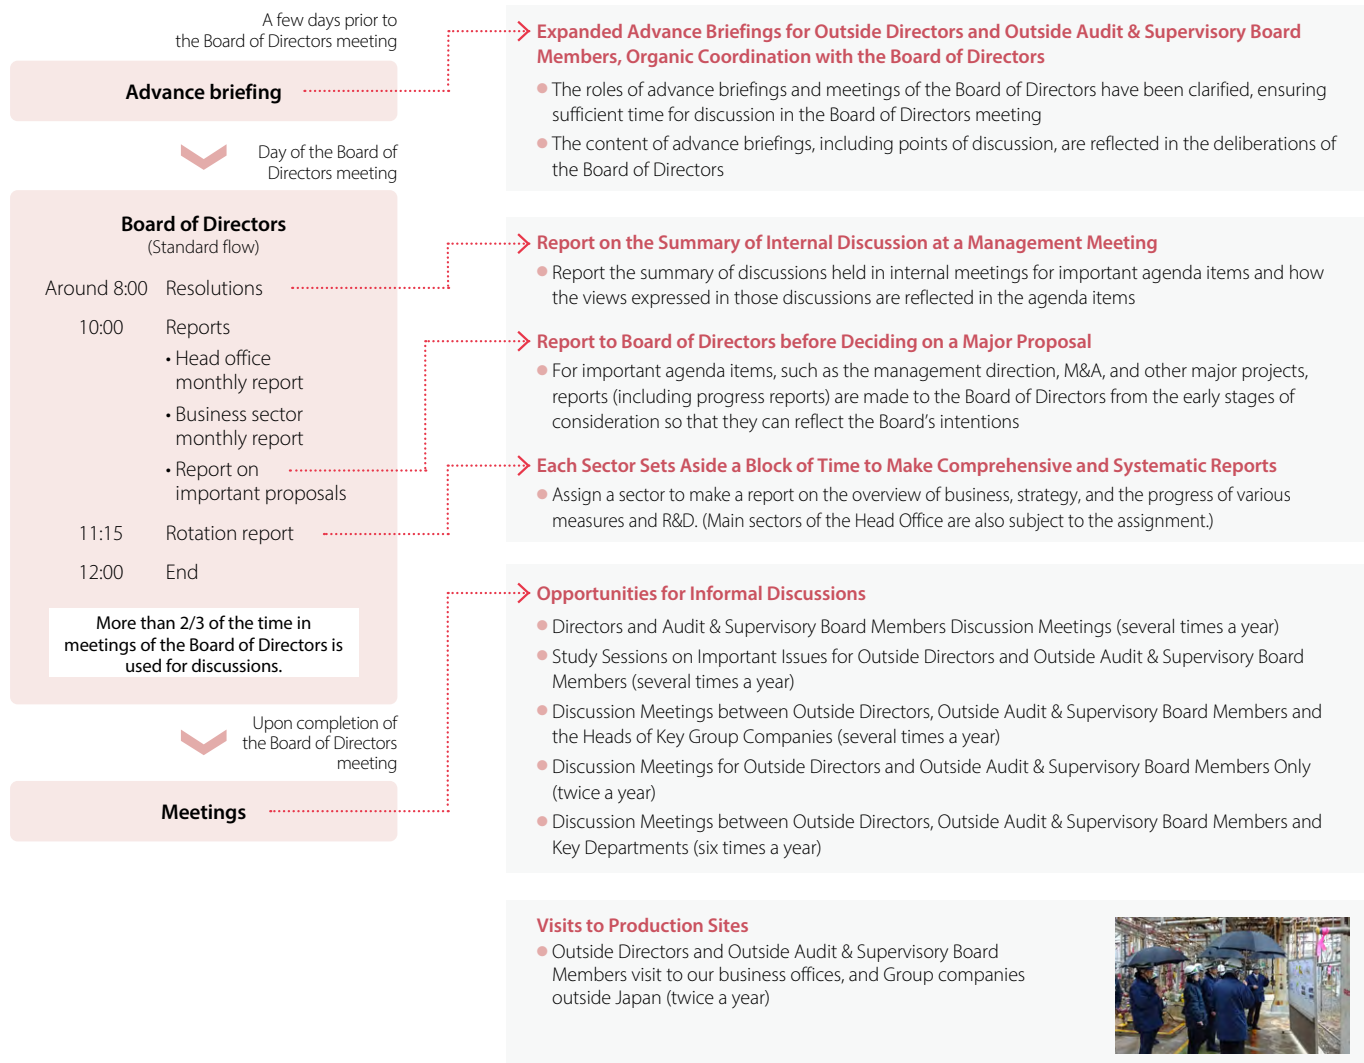 A few days prior to
the Board of Directors meeting
Advance briefing
Day of the Board of
Directors meeting
Board of Directors
(Standard flow)
Around 8:00 Resolutions
10:00 Reports
• Head office
monthly report
• Business sector
monthly report
• Report on
important proposals
11:15 Rotation report
12:00 End
More than 2/3 of the time in
meetings of the Board of Directors is
used for discussions.
Upon completion of
the Board of Directors
meeting
Meetings
Expanded Advance Briefings for Outside Directors and Outside Audit & Supervisory Board
Members, Organic Coordination with the Board of Directors
● The roles of advance briefings and meetings of the Board of Directors have been clarified, ensuring
sufficient time for discussion in the Board of Directors meeting
● The content of advance briefings, including points of discussion, are reflected in the deliberations of
the Board of Directors
Report on the Summary of Internal Discussion at a Management Meeting
● Report the summary of discussions held in internal meetings for important agenda items and how
the views expressed in those discussions are reflected in the agenda items
Report to Board of Directors before Deciding on a Major Proposal
● For important agenda items, such as the management direction, M&A, and other major projects,
reports (including progress reports) are made to the Board of Directors from the early stages of
consideration so that they can reflect the Board's intentions
Each Sector Sets Aside a Block of Time to Make Comprehensive and Systematic Reports
● Assign a sector to make a report on the overview of business, strategy, and the progress of various
measures and R&D. (Main sectors of the Head Office are also subject to the assignment.)
Opportunities for Informal Discussions
● Directors and Audit & Supervisory Board Members Discussion Meetings (several times a year)
● Study Sessions on Important Issues for Outside Directors and Outside Audit & Supervisory Board
Members (several times a year)
● Discussion Meetings between Outside Directors, Outside Audit & Supervisory Board Members and
the Heads of Key Group Companies (several times a year)
● Discussion Meetings for Outside Directors and Outside Audit & Supervisory Board Members Only
(twice a year)
● Discussion Meetings between Outside Directors, Outside Audit & Supervisory Board Members and
Key Departments (six times a year)
Visits to Production Sites
● Outside Directors and Outside Audit & Supervisory Board
Members visit to our business offices, and Group companies
outside Japan (twice a year)